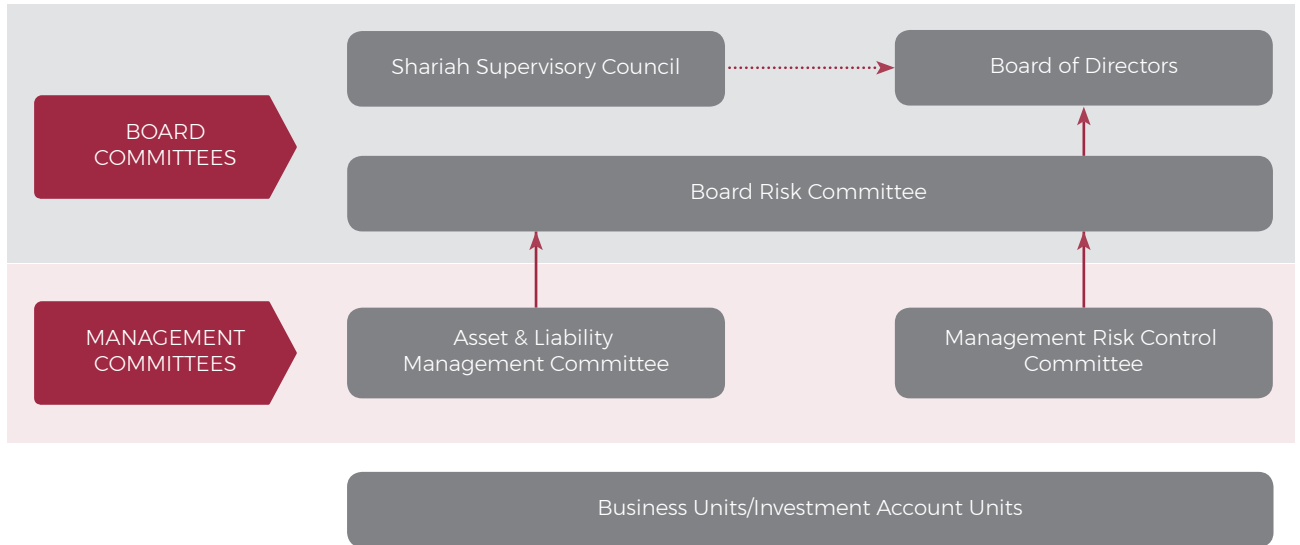 Shariah Supervisory Council
Board of Directors
BOARD
COMMITTEES
Board Risk Committee
MANAGEMENT
COMMITTEES
Asset & Liability
Management Committee
Management Risk Control
Committee
Business Units/Investment Account Units